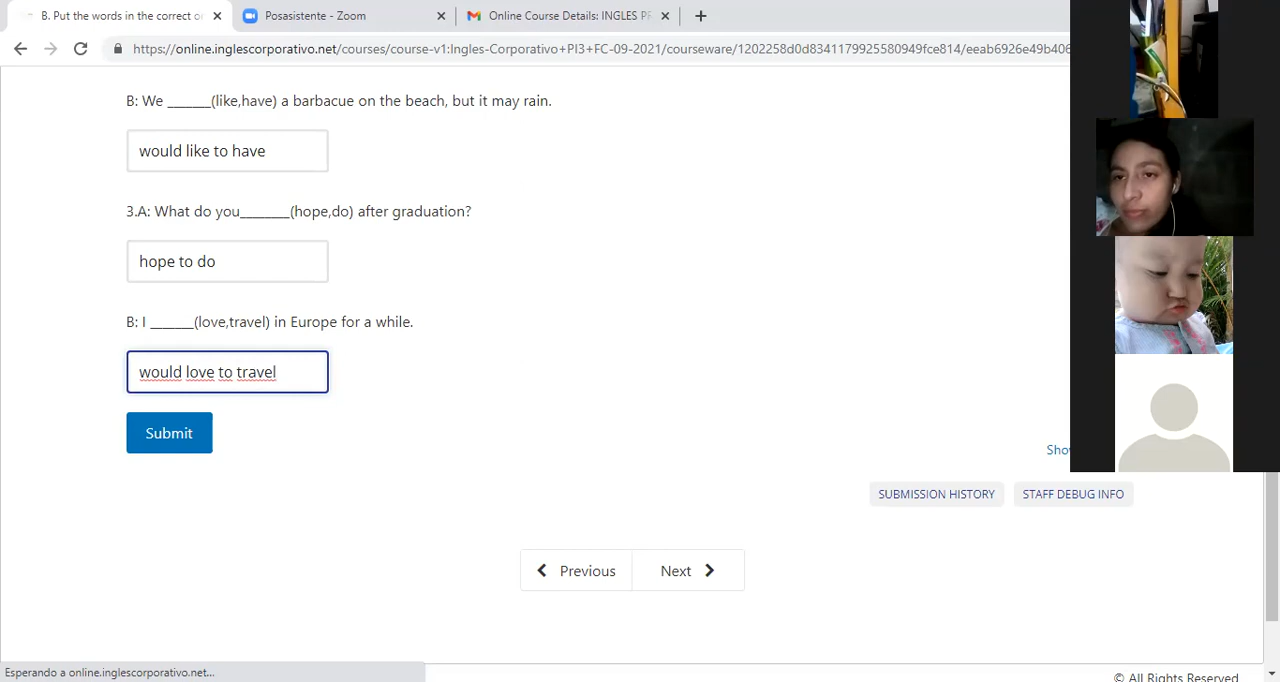 B. Put the words in the correct o
Posasistente - Zoom
Online Course Details: INGLES PR
https://online.inglescorporativo.net/courses/course-v1:Ingles-Corporativo+PI3+FC-09-2021/courseware/1202258d0d8341179925580949fce814/eeab6926e49b406
B: We ______(like,have) a barbacue on the beach, but it may rain.
would like to have
3.A: What do you_______(hope,do) after graduation?
hope to do
B: I ______(love,travel) in Europe for a while.
would love to travel
Submit
Sho
SUBMISSION HISTORY
STAFF DEBUG INFO
Previous
Next
Esperando a online.inglescorporativo.net...
© All Rights Reserved